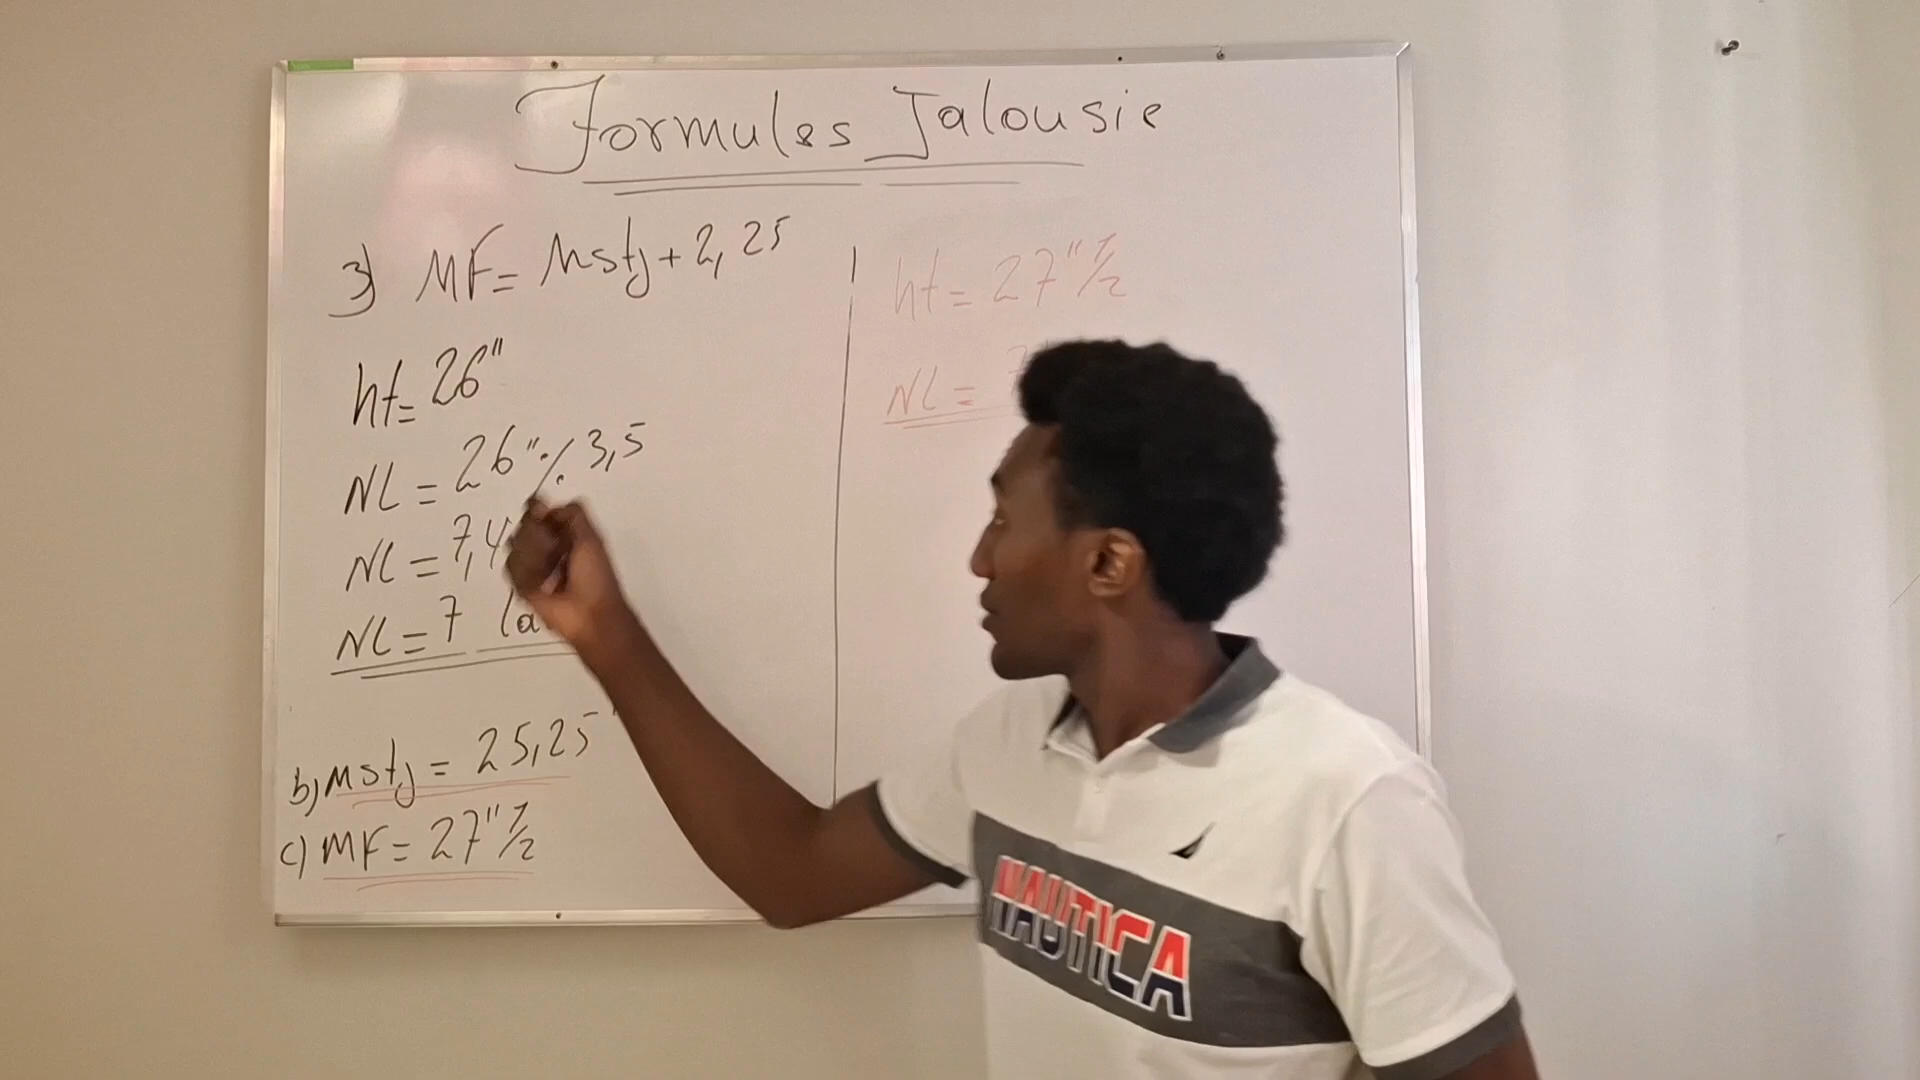 Formules Jalousie
3) MF = Mstj + 2,25
ht = 26"
NL = 26" ÷ 3,5
NL = 7,4
NL = 7
b) Mstj = 25,25"
c) MF = 27" 1/2
ht = 27" 1/2
NL =
NAUTICA